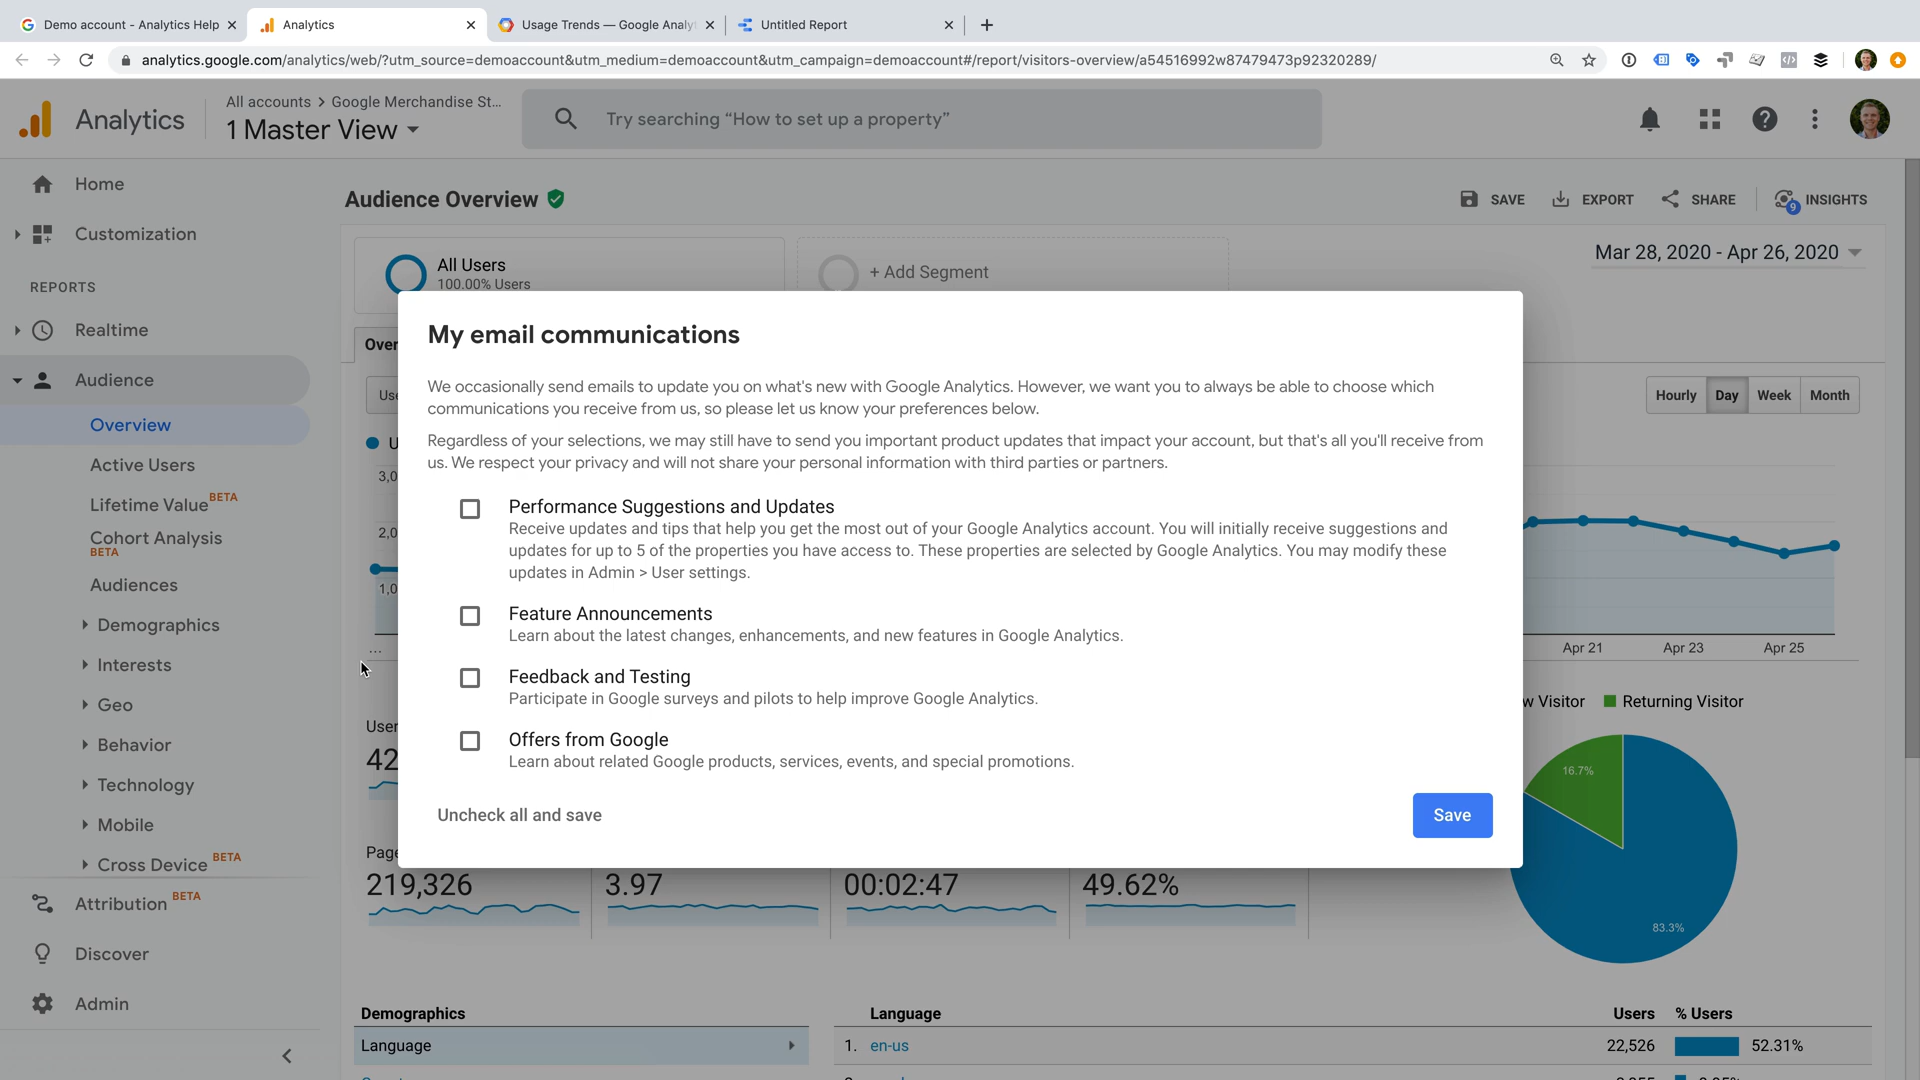 Demo account - Analytics Help
Analytics
Usage Trends — Google Analy
Untitled Report
analytics.google.com/analytics/web/?utm_source=demoaccount&utm_medium=demoaccount&utm_campaign=demoaccount#/report/visitors-overview/a54516992w87479473p92320289/
Analytics
All accounts > Google Merchandise St...
1 Master View
Try searching “How to set up a property”
Home
Customization
REPORTS
Realtime
Audience
Overview
Active Users
Lifetime Value BETA
Cohort Analysis
BETA
Audiences
Demographics
Interests
Geo
Behavior
Technology
Mobile
Cross Device BETA
Attribution BETA
Discover
Admin
Audience Overview
SAVE
EXPORT
SHARE
9
INSIGHTS
All Users
100.00% Users
+ Add Segment
Mar 28, 2020 - Apr 26, 2020
Hourly
Day
Week
Month
My email communications
We occasionally send emails to update you on what's new with Google Analytics. However, we want you to always be able to choose which
communications you receive from us, so please let us know your preferences below.
Regardless of your selections, we may still have to send you important product updates that impact your account, but that's all you'll receive from
us. We respect your privacy and will not share your personal information with third parties or partners.
Performance Suggestions and Updates
Receive updates and tips that help you get the most out of your Google Analytics account. You will initially receive suggestions and
updates for up to 5 of the properties you have access to. These properties are selected by Google Analytics. You may modify these
updates in Admin > User settings.
Feature Announcements
Learn about the latest changes, enhancements, and new features in Google Analytics.
Feedback and Testing
Participate in Google surveys and pilots to help improve Google Analytics.
Offers from Google
Learn about related Google products, services, events, and special promotions.
Uncheck all and save
Save
...
Apr 21
Apr 23
Apr 25
Visitor
Returning Visitor
16.7%
83.3%
219,326
3.97
00:02:47
49.62%
Demographics
Language
Language
Users
% Users
1. en-us
22,526
52.31%